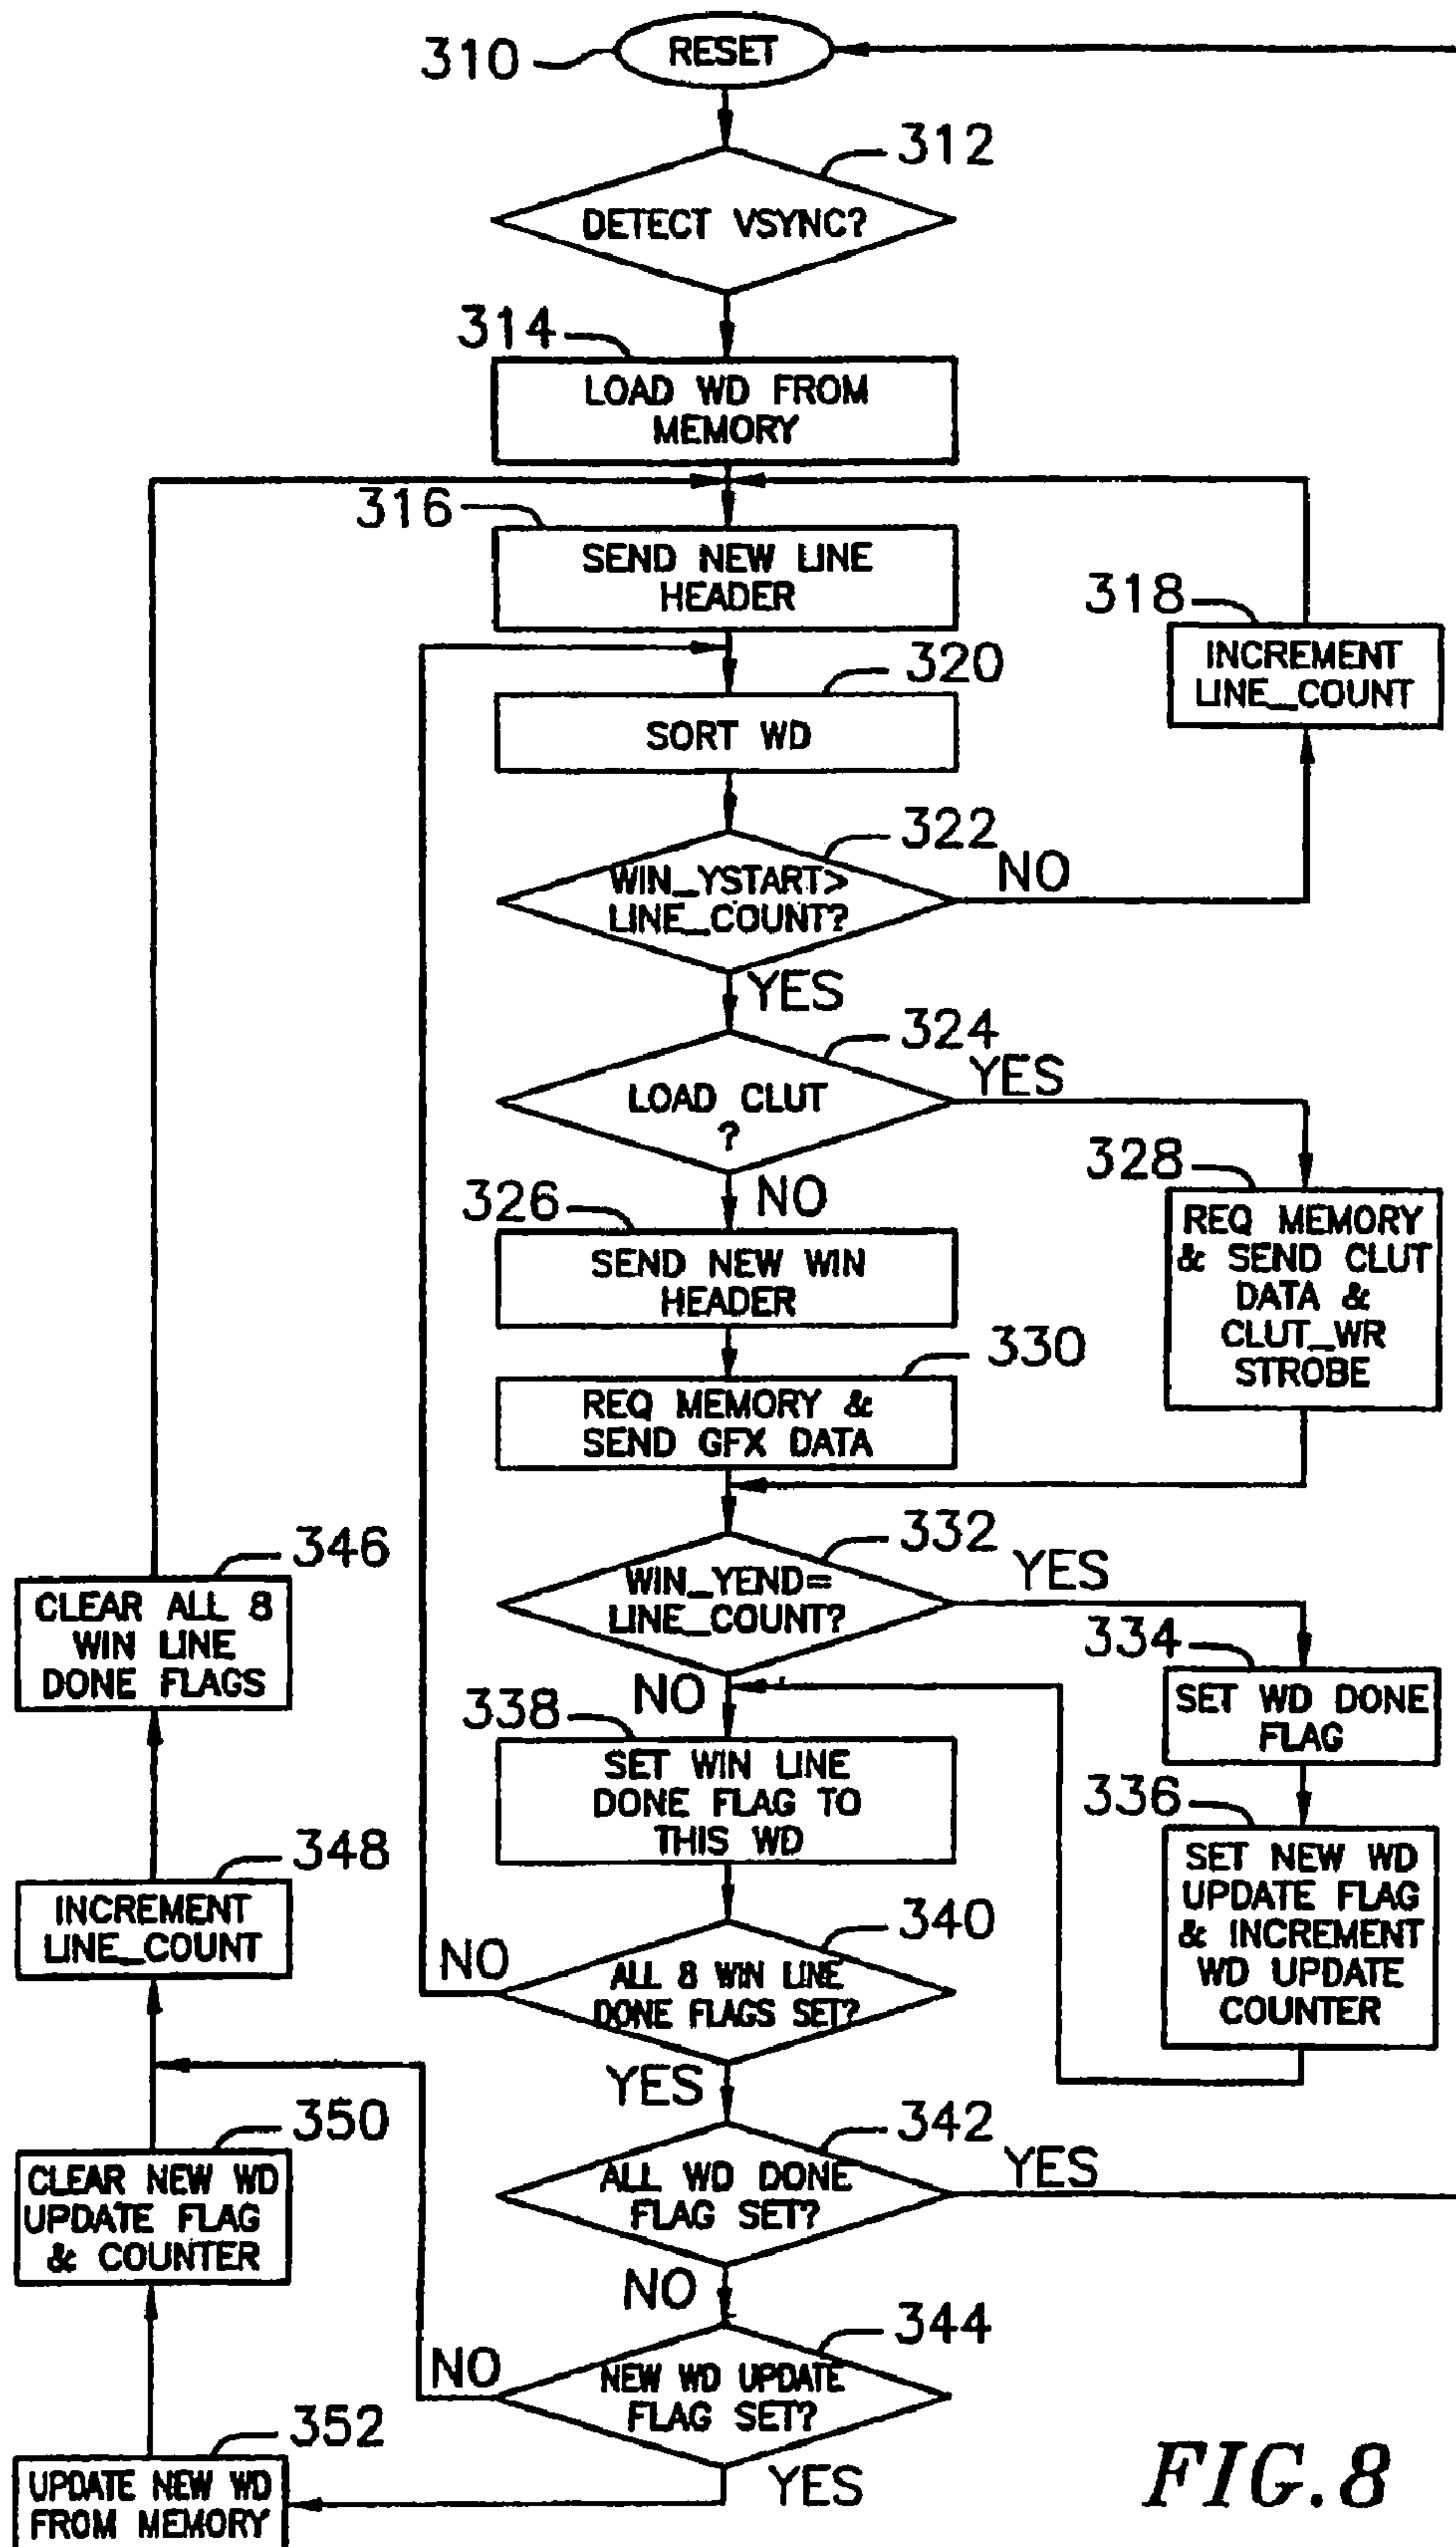 310
RESET
312
DETECT VSYNC?
314
LOAD WD FROM
MEMORY
316
SEND NEW LINE
HEADER
318
INCREMENT
LINE_COUNT
320
SORT WD
322
WIN_YSTART>
LINE_COUNT?
NO
YES
324
LOAD CLUT
?
YES
NO
326
SEND NEW WIN
HEADER
328
REQ MEMORY
& SEND CLUT
DATA &
CLUT_WR
STROBE
330
REQ MEMORY &
SEND GFX DATA
332
WIN_YEND=
LINE_COUNT?
YES
NO
334
SET WD DONE
FLAG
336
SET NEW WD
UPDATE FLAG
& INCREMENT
WD UPDATE
COUNTER
338
SET WIN LINE
DONE FLAG TO
THIS WD
340
ALL 8 WIN LINE
DONE FLAGS SET?
NO
YES
342
ALL WD DONE
FLAG SET?
YES
NO
344
NEW WD UPDATE
FLAG SET?
NO
YES
346
CLEAR ALL 8
WIN LINE
DONE FLAGS
348
INCREMENT
LINE_COUNT
350
CLEAR NEW WD
UPDATE FLAG
& COUNTER
352
UPDATE NEW WD
FROM MEMORY
FIG.8